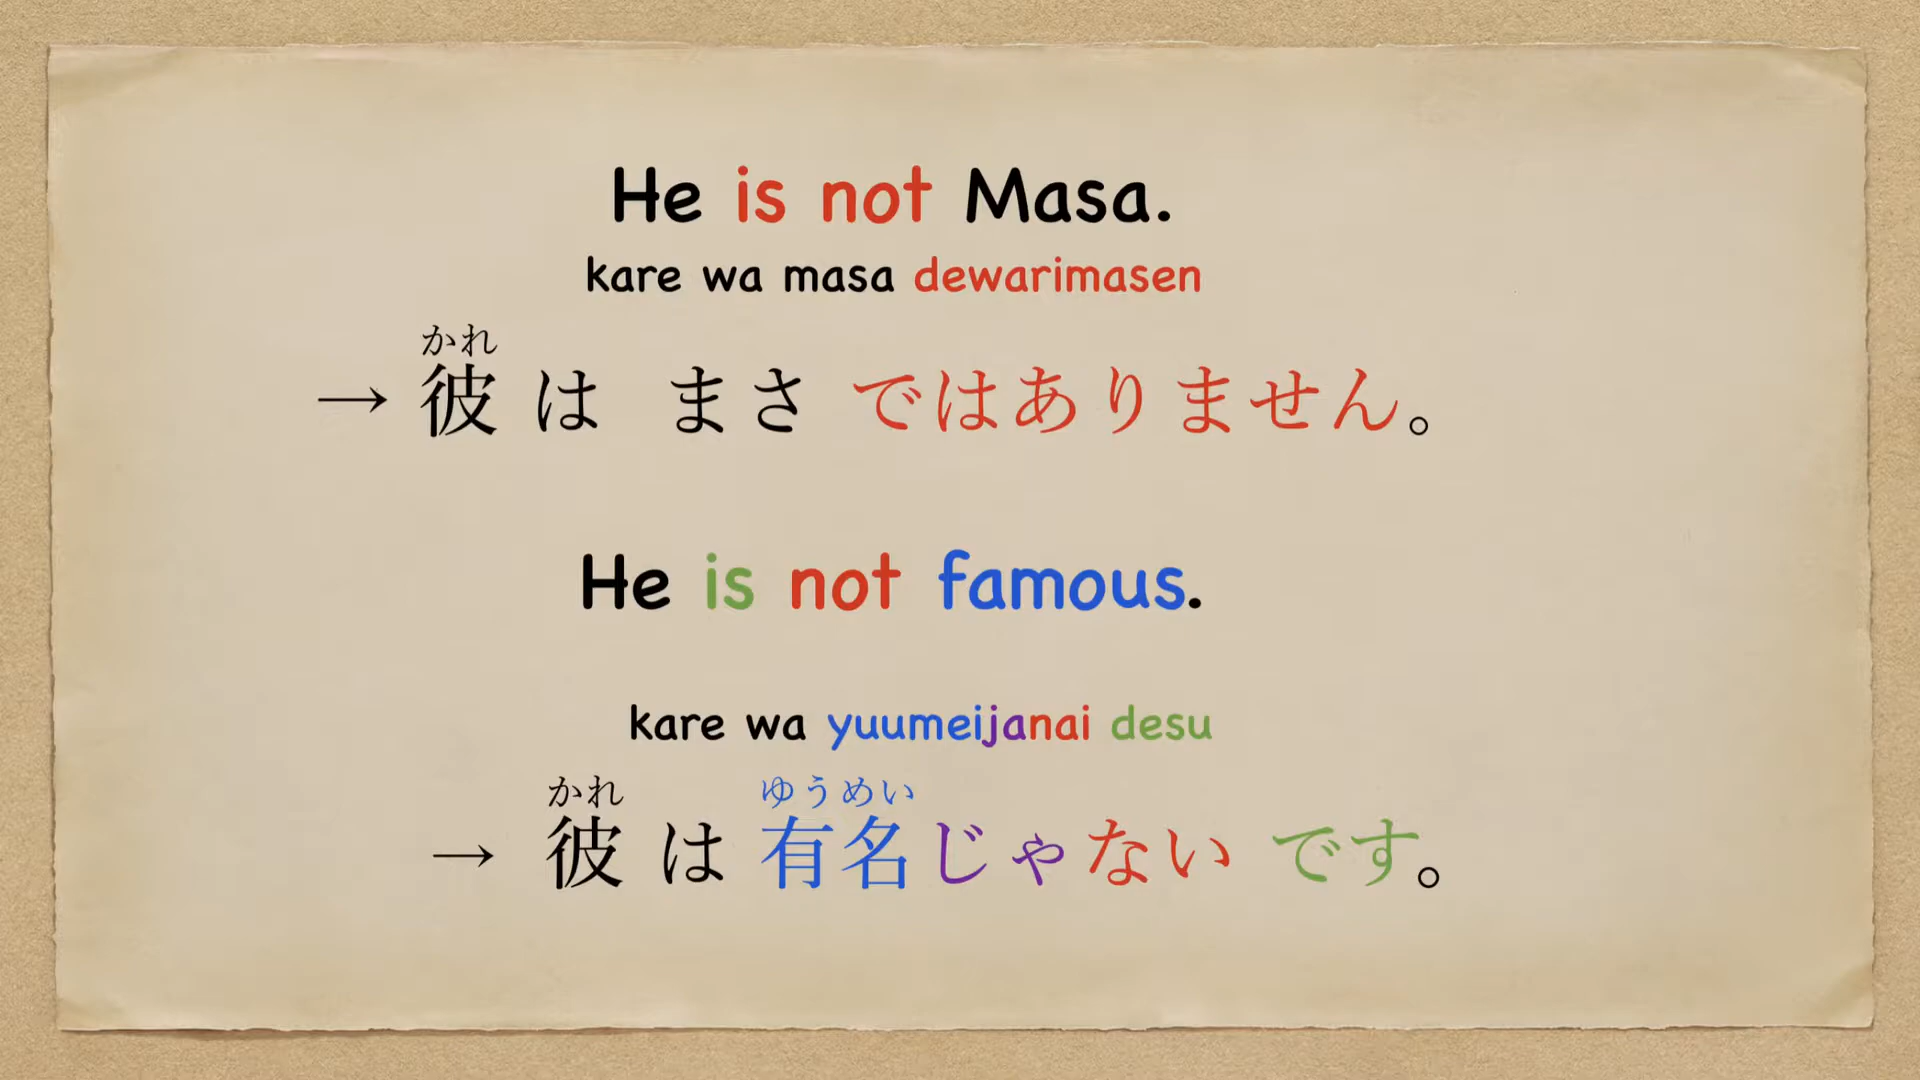 He is not Masa.
kare wa masa dewarimasen
かれ
→ 彼 は まさ ではありません。
He is not famous.
kare wa yuumeijanai desu
かれ ゆうめい
→ 彼 は 有名じゃない です。